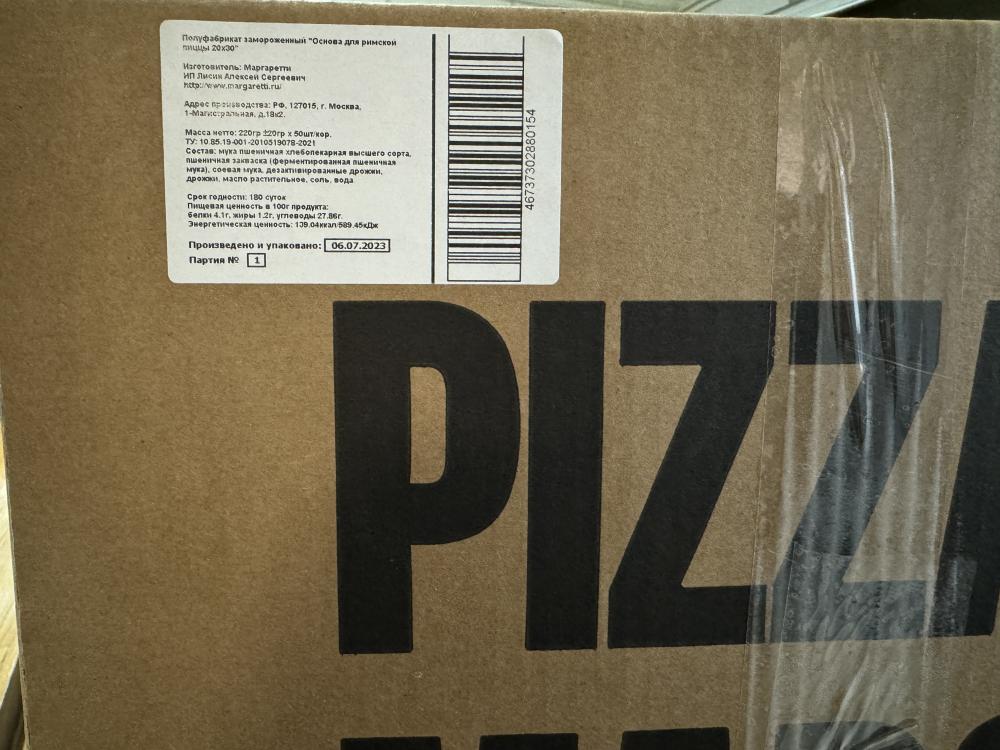 Полуфабрикат замороженный "Основа для римской
пиццы 20х30"
Изготовитель: Маргаретти
ИП Лисин Алексей Сергеевич
http://www.margaretti.ru/
Адрес производства: РФ, 127015, г. Москва,
1-Магистральная, д.18к2.
Масса нетто: 220гр ±20гр х 50шт/кор.
ТУ: 10.85.19-001-2010519078-2021
Состав: мука пшеничная хлебопекарная высшего сорта,
пшеничная закваска (ферментированная пшеничная
мука), соевая мука, дезактивированные дрожжи,
дрожжи, масло растительное, соль, вода
Срок годности: 180 суток
Пищевая ценность в 100г продукта:
белки 4.1г, жиры 1.2г, углеводы 27.86г.
Энергетическая ценность: 139.04ккал/589.45кДж
Произведено и упаковано: 06.07.2023
Партия № 1
46737302880154
PIZZA